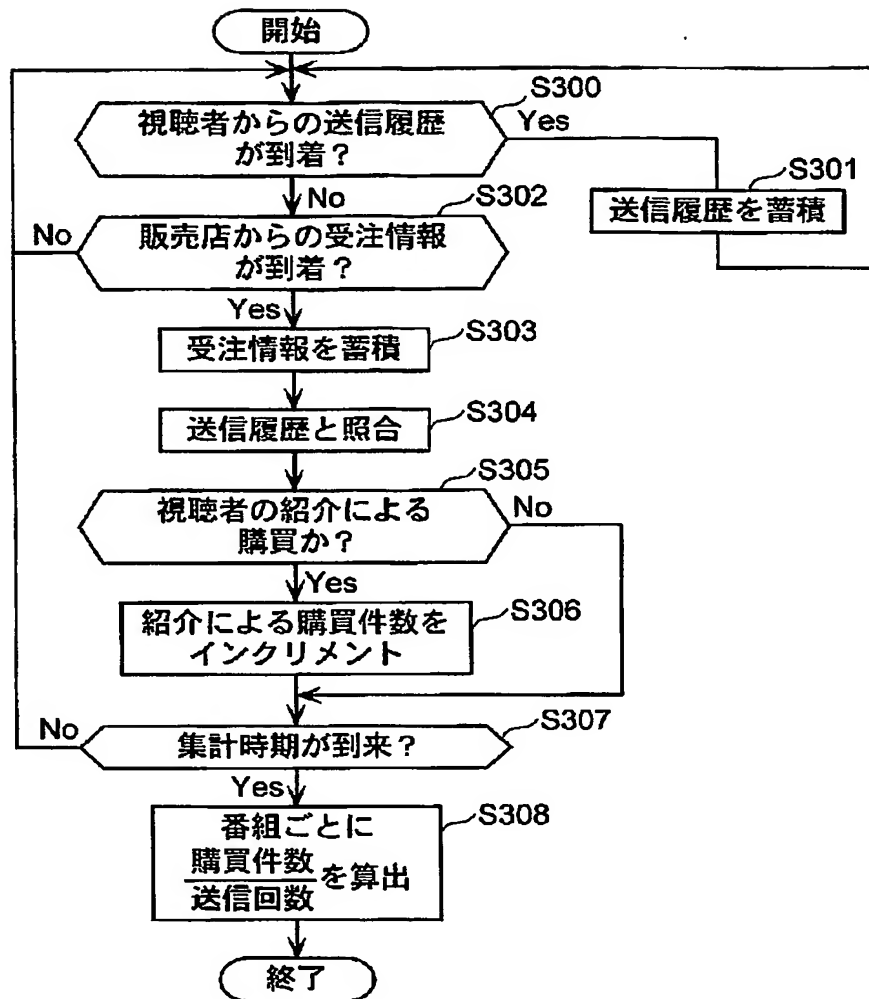 開始
S300
視聴者からの送信履歴
が到着？
Yes
S301
送信履歴を蓄積
No
S302
No
販売店からの受注情報
が到着？
Yes
S303
受注情報を蓄積
S304
送信履歴と照合
S305
視聴者の紹介による
購買か？
No
Yes
S306
紹介による購買件数を
インクリメント
No
S307
集計時期が到来？
Yes
S308
番組ごとに
購買件数
送信回数
を算出
終了